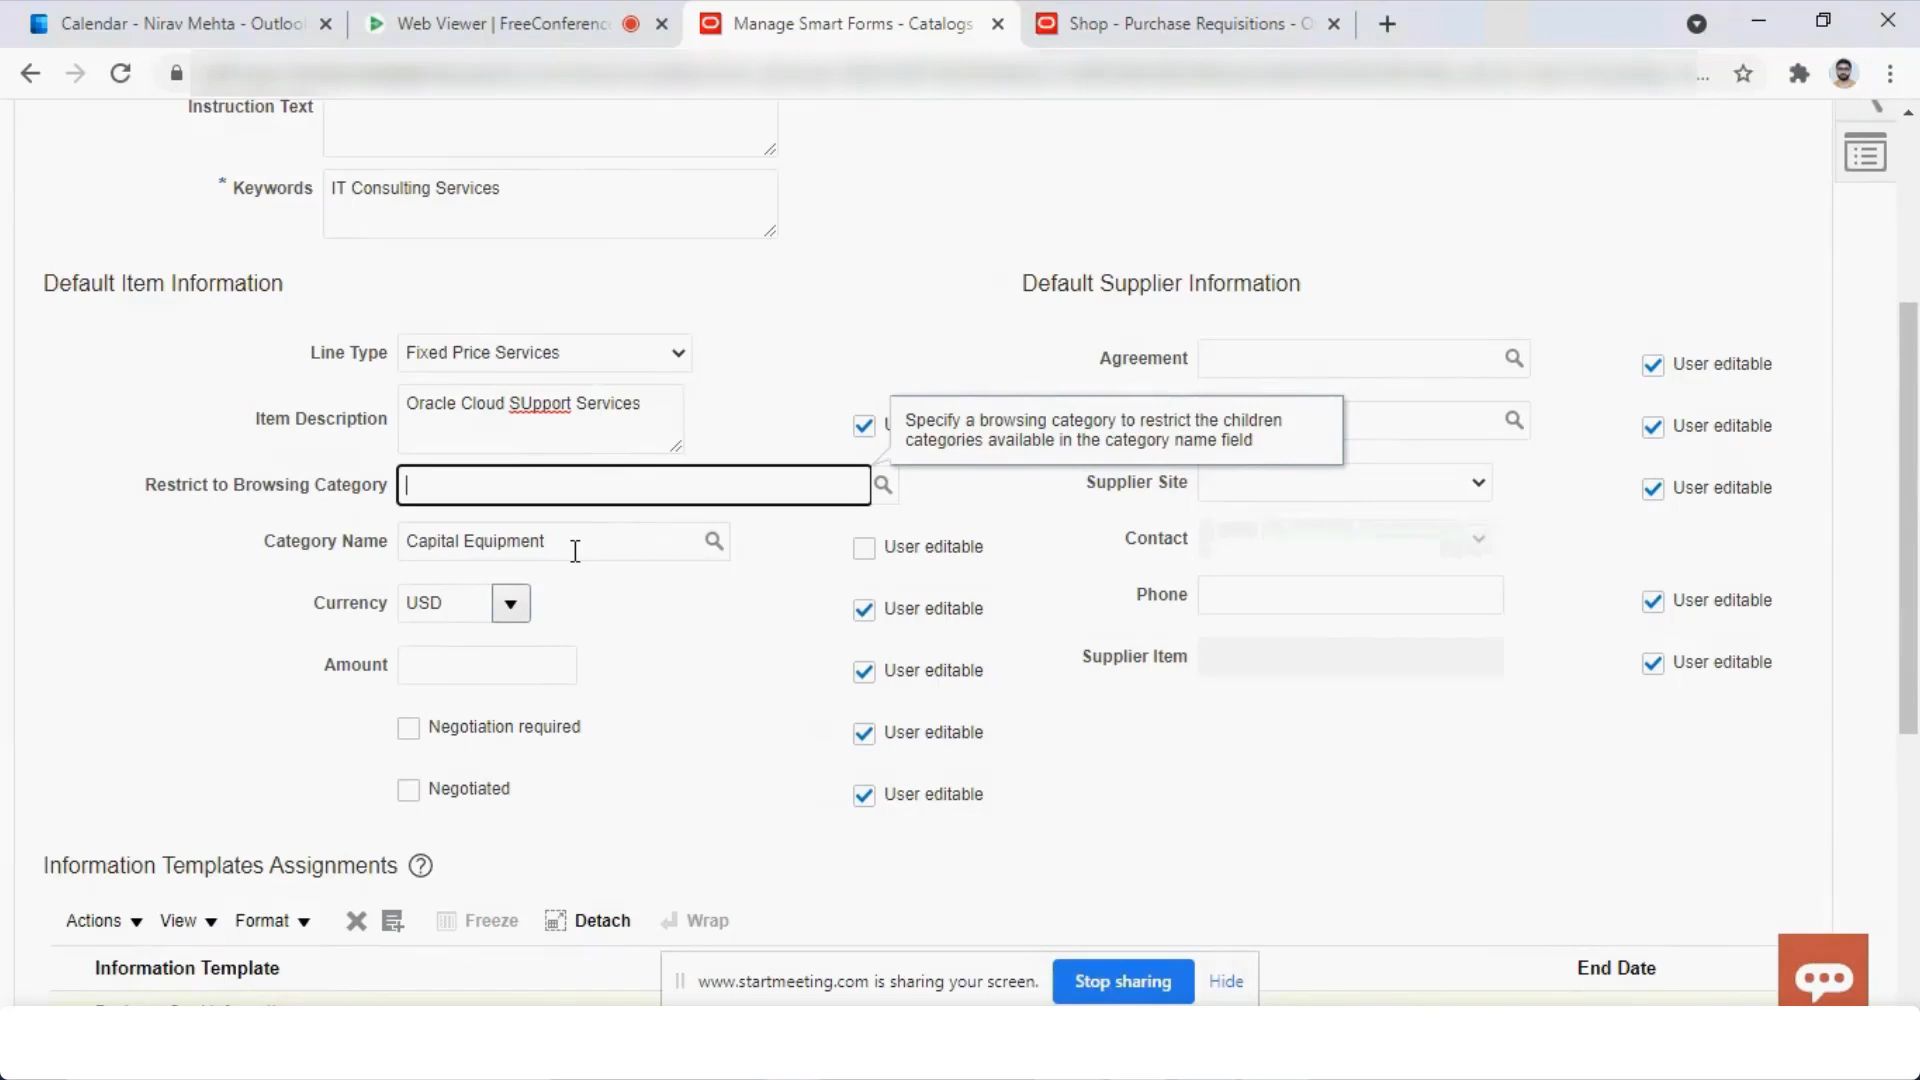 Calendar - Nirav Mehta - Outloo
Web Viewer | FreeConferenc
Manage Smart Forms - Catalogs
Shop - Purchase Requisitions - O
...
Instruction Text
* Keywords
IT Consulting Services
Default Item Information
Default Supplier Information
Line Type
Fixed Price Services
Agreement
User editable
Item Description
Oracle Cloud SUpport Services
Specify a browsing category to restrict the children
categories available in the category name field
User editable
Restrict to Browsing Category
Supplier Site
User editable
Category Name
Capital Equipment
User editable
Contact
Currency
USD
User editable
Phone
User editable
Amount
User editable
Supplier Item
User editable
Negotiation required
User editable
Negotiated
User editable
Information Templates Assignments ?
Actions
View
Format
Freeze
Detach
Wrap
Information Template
End Date
www.startmeeting.com is sharing your screen.
Stop sharing
Hide